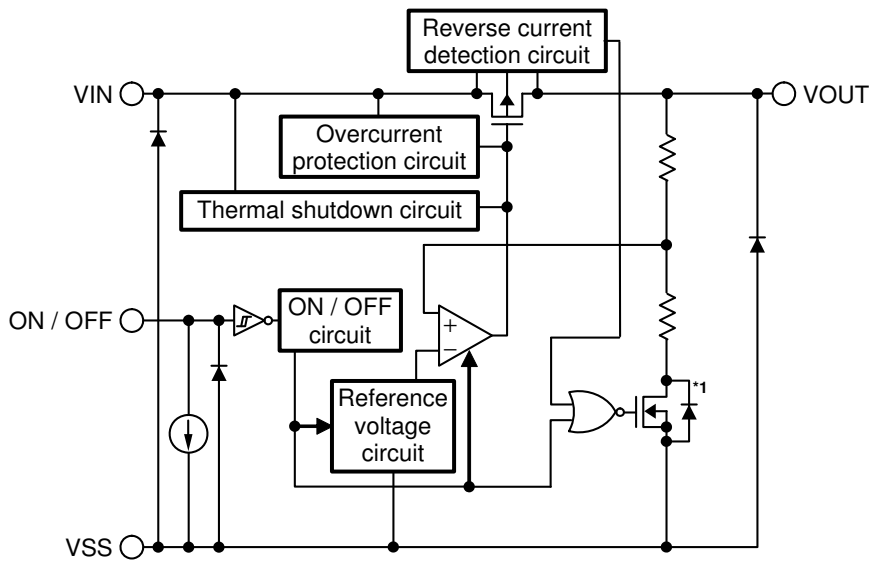 Reverse current
detection circuit
VIN
VOUT
Overcurrent
protection circuit
Thermal shutdown circuit
ON / OFF
ON / OFF
circuit
+
−
*1
Reference
voltage
circuit
VSS